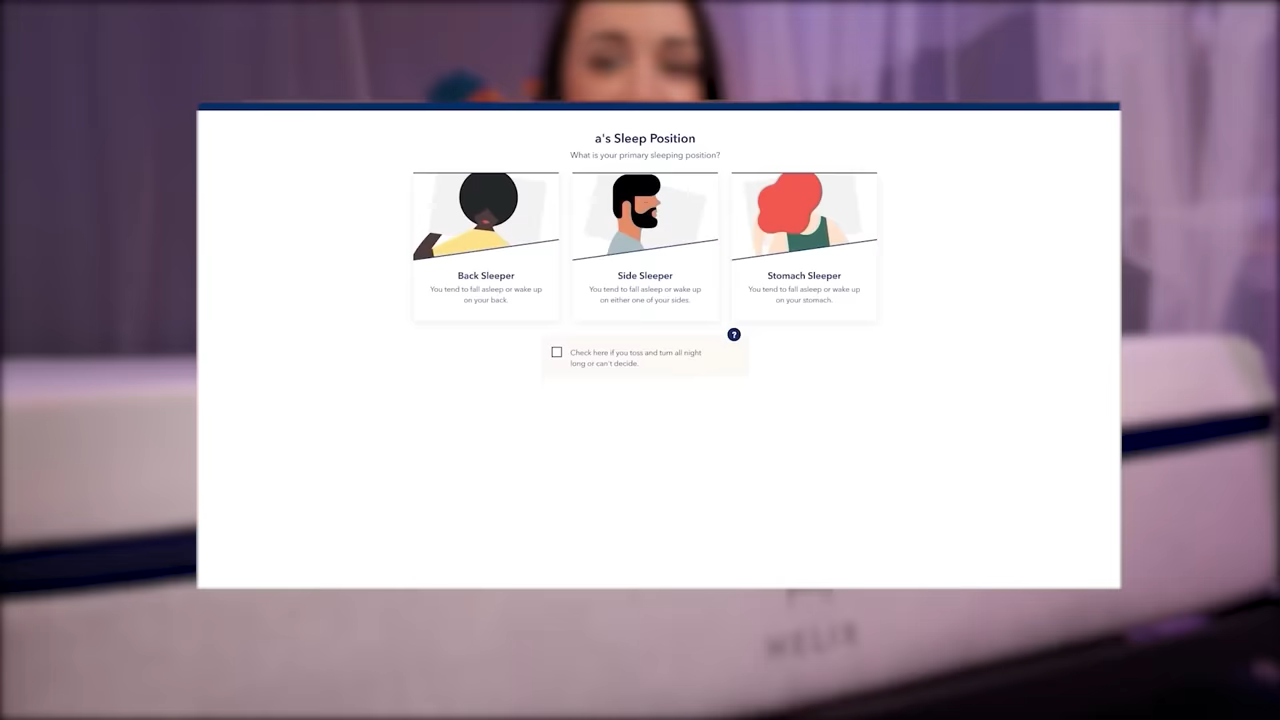 a's Sleep Position
What is your primary sleeping position?
Back Sleeper
You tend to fall asleep or wake up
on your back.
Side Sleeper
You tend to fall asleep or wake up
on either one of your sides.
Stomach Sleeper
You tend to fall asleep or wake up
on your stomach.
?
Check here if you toss and turn all night
long or can't decide.
HELIX